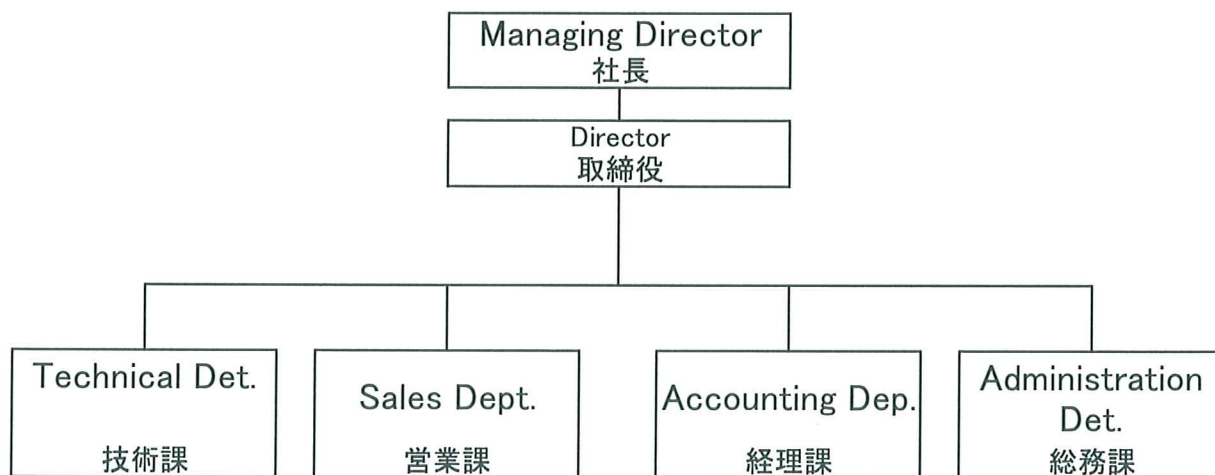 Managing Director
社長
Director
取締役
Technical Det.
技術課
Sales Dept.
営業課
Accounting Dep.
経理課
Administration
Det.
総務課